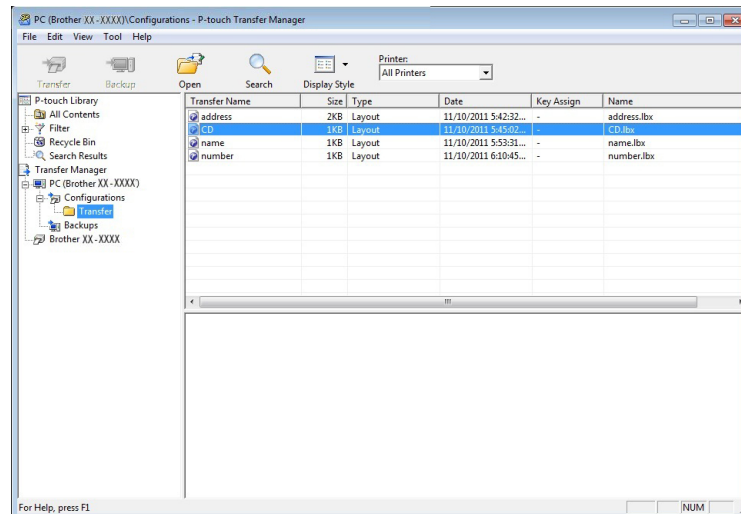 PC (Brother XX-XXXX)\Configurations - P-touch Transfer Manager
File Edit View Tool Help
Transfer Backup Open Search Display Style Printer: All Printers
P-touch Library
All Contents
Filter
Recycle Bin
Search Results
Transfer Manager
PC (Brother XX-XXXX)
Configurations
Transfer
Backups
Brother XX-XXXX
Transfer Name Size Type Date Key Assign Name
address 2KB Layout 11/10/2011 5:42:32... - address.lbx
CD 1KB Layout 11/10/2011 5:45:02... - CD.lbx
name 1KB Layout 11/10/2011 5:53:31... - name.lbx
number 1KB Layout 11/10/2011 6:10:45... - number.lbx
For Help, press F1 NUM